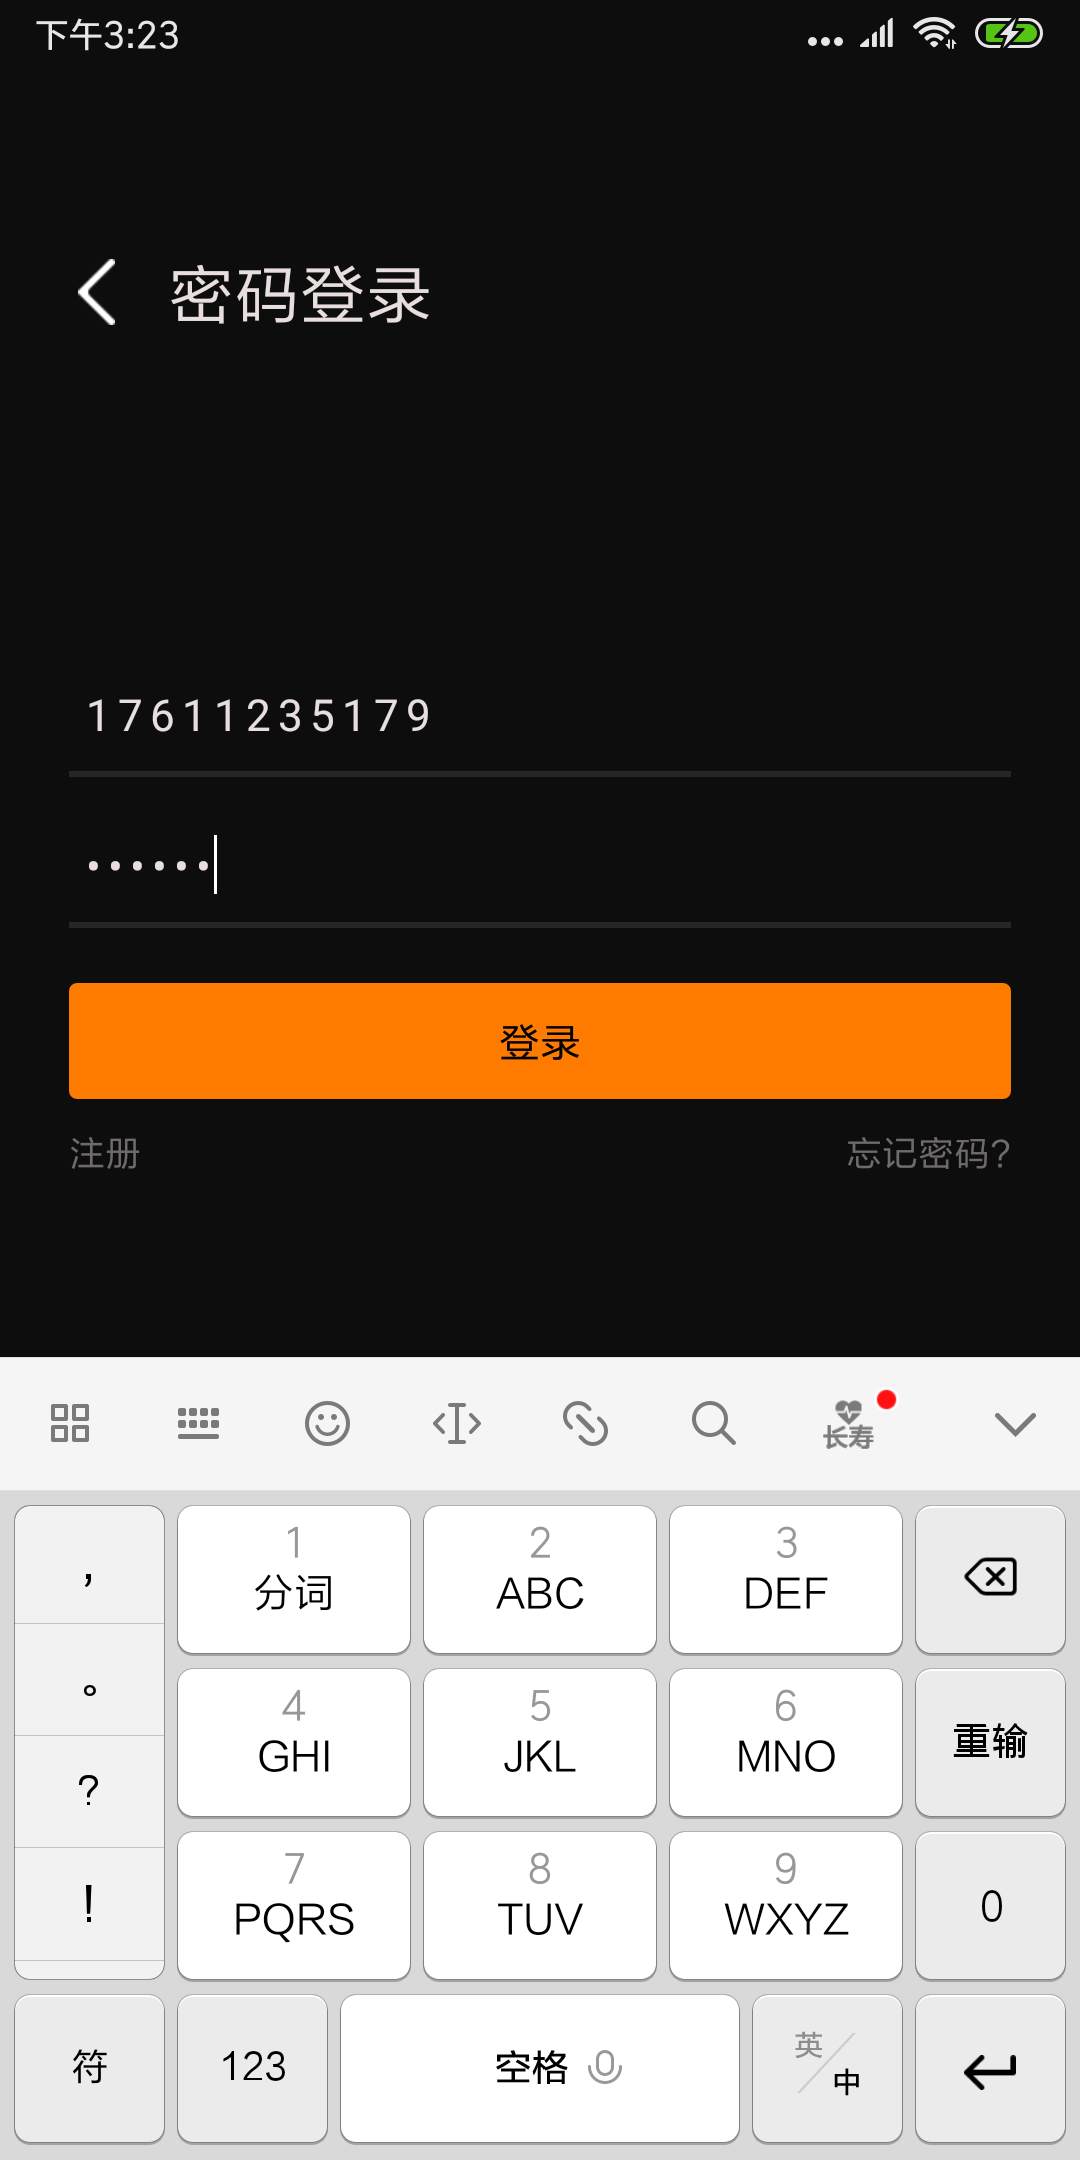 下午3:23
密码登录
17611235179
••••••
登录
注册
忘记密码?
长寿
,
。
?
!
1
分词
2
ABC
3
DEF
4
GHI
5
JKL
6
MNO
重输
7
PQRS
8
TUV
9
WXYZ
0
符
123
空格
英
中